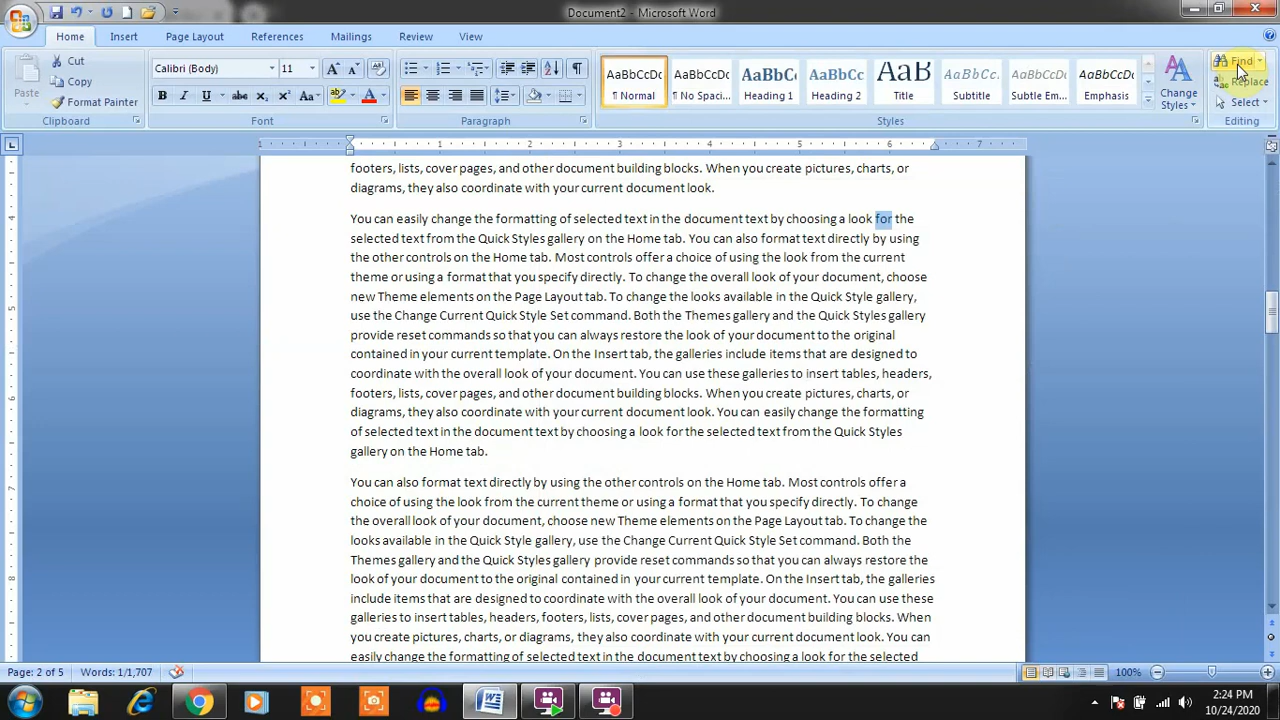 Document2 - Microsoft Word
Home Insert Page Layout References Mailings Review View
Paste
Cut
Copy
Format Painter
Clipboard
Calibri (Body) 11
B I U abc x₂ x² Aa
Font
Paragraph
AaBbCcDc ¶ Normal
AaBbCcDc ¶ No Spaci...
AaBbC Heading 1
AaBbCc Heading 2
AaB Title
AaBbCc. Subtitle
AaBbCcDc Subtle Em...
AaBbCcDc Emphasis
Change Styles
Styles
Find
Replace
Select
Editing
1 1 2 3 4 5 6 7
footers, lists, cover pages, and other document building blocks. When you create pictures, charts, or
diagrams, they also coordinate with your current document look.
You can easily change the formatting of selected text in the document text by choosing a look for the
selected text from the Quick Styles gallery on the Home tab. You can also format text directly by using
the other controls on the Home tab. Most controls offer a choice of using the look from the current
theme or using a format that you specify directly. To change the overall look of your document, choose
new Theme elements on the Page Layout tab. To change the looks available in the Quick Style gallery,
use the Change Current Quick Style Set command. Both the Themes gallery and the Quick Styles gallery
provide reset commands so that you can always restore the look of your document to the original
contained in your current template. On the Insert tab, the galleries include items that are designed to
coordinate with the overall look of your document. You can use these galleries to insert tables, headers,
footers, lists, cover pages, and other document building blocks. When you create pictures, charts, or
diagrams, they also coordinate with your current document look. You can easily change the formatting
of selected text in the document text by choosing a look for the selected text from the Quick Styles
gallery on the Home tab.
You can also format text directly by using the other controls on the Home tab. Most controls offer a
choice of using the look from the current theme or using a format that you specify directly. To change
the overall look of your document, choose new Theme elements on the Page Layout tab. To change the
looks available in the Quick Style gallery, use the Change Current Quick Style Set command. Both the
Themes gallery and the Quick Styles gallery provide reset commands so that you can always restore the
look of your document to the original contained in your current template. On the Insert tab, the galleries
include items that are designed to coordinate with the overall look of your document. You can use these
galleries to insert tables, headers, footers, lists, cover pages, and other document building blocks. When
you create pictures, charts, or diagrams, they also coordinate with your current document look. You can
easily change the formatting of selected text in the document text by choosing a look for the selected
4
5
6
7
8
Page: 2 of 5 Words: 1/1,707 100%
2:24 PM
10/24/2020